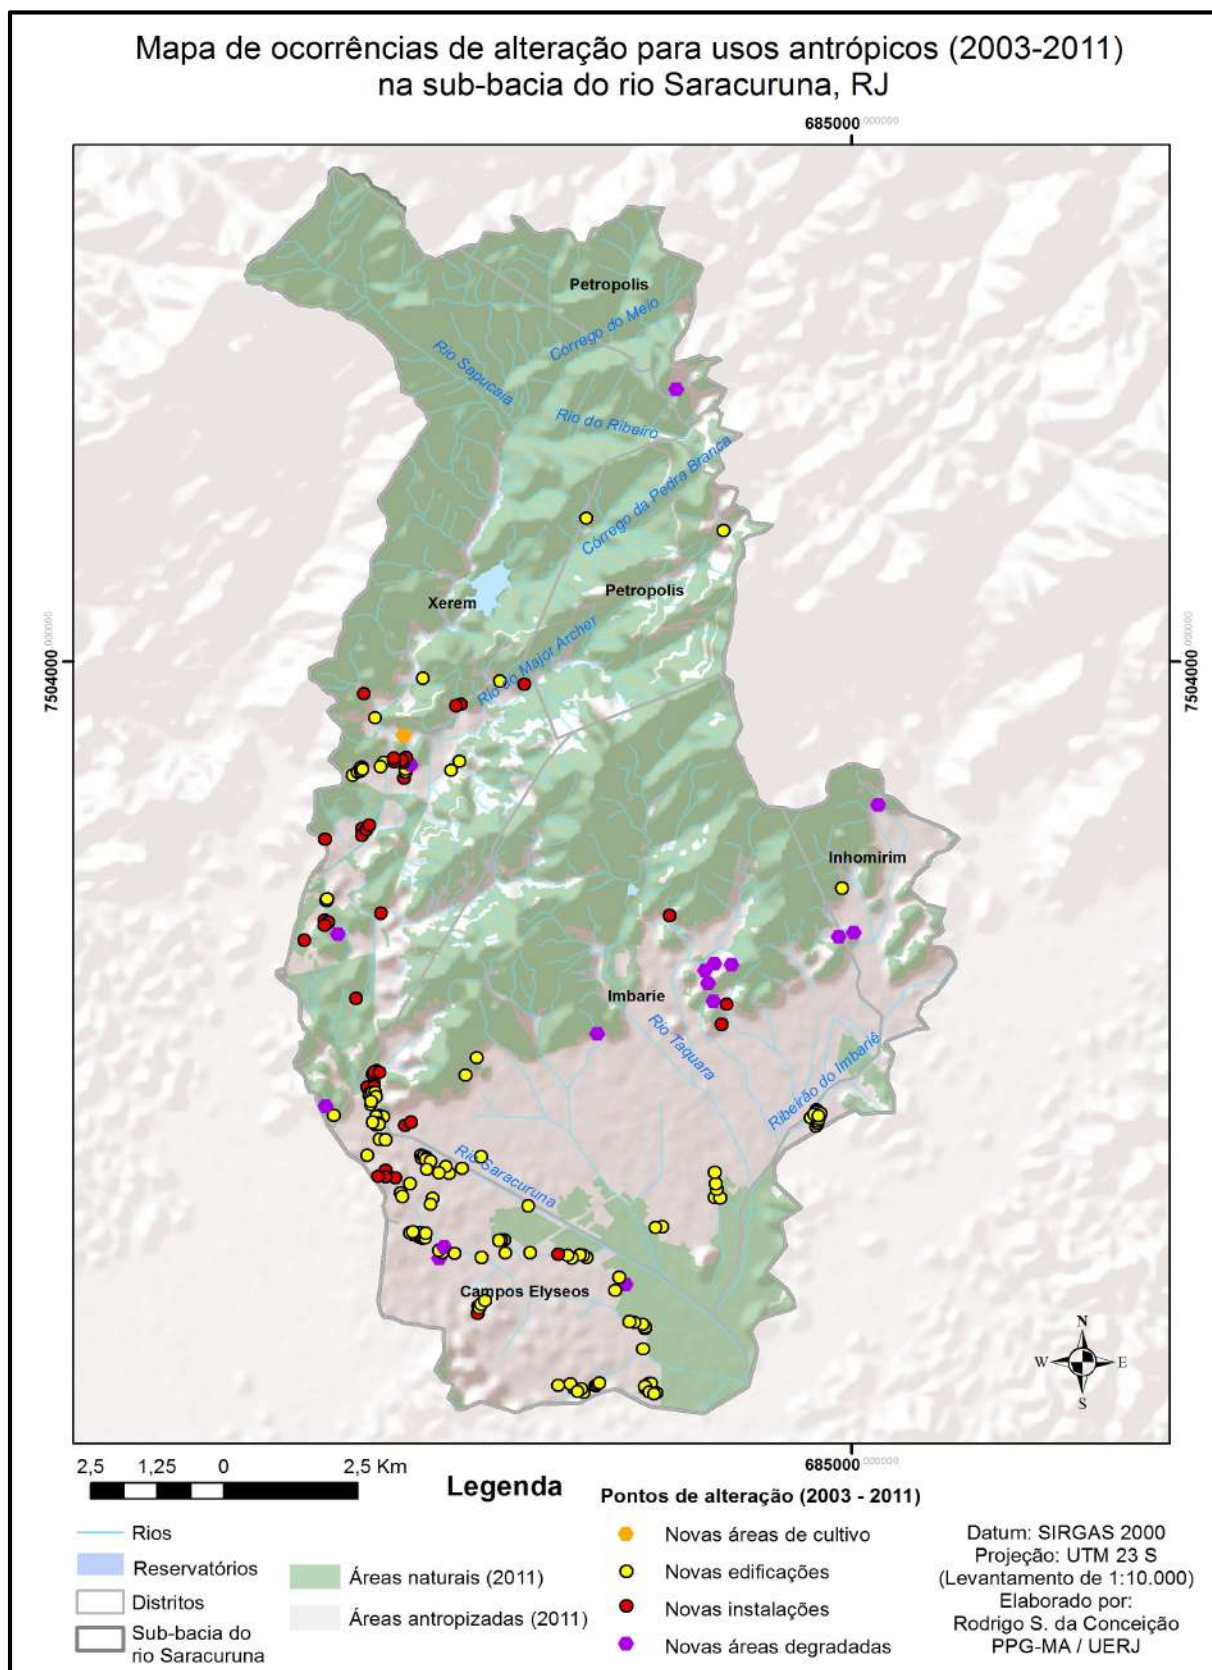 Mapa de ocorrências de alteração para usos antrópicos (2003-2011)
na sub-bacia do rio Saracuruna, RJ
685000,000000
Petropolis
Córrego do Meio
Rio Sapucaia
Rio do Ribeiro
Córrego da Pedra Branca
Petropolis
Xerem
Rio do Major Archer
7504000,000000
7504000,000000
Inhomirim
Imbarie
Rio Taquara
Ribeirão do Imbariê
Rio Saracuruna
Campos Elyseos
N
W
E
S
685000,000000
2,5 1,25 0 2,5 Km
Legenda
Rios
Reservatórios
Distritos
Sub-bacia do
rio Saracuruna
Áreas naturais (2011)
Áreas antropizadas (2011)
Pontos de alteração (2003 - 2011)
Novas áreas de cultivo
Novas edificações
Novas instalações
Novas áreas degradadas
Datum: SIRGAS 2000
Projeção: UTM 23 S
(Levantamento de 1:10.000)
Elaborado por:
Rodrigo S. da Conceição
PPG-MA / UERJ